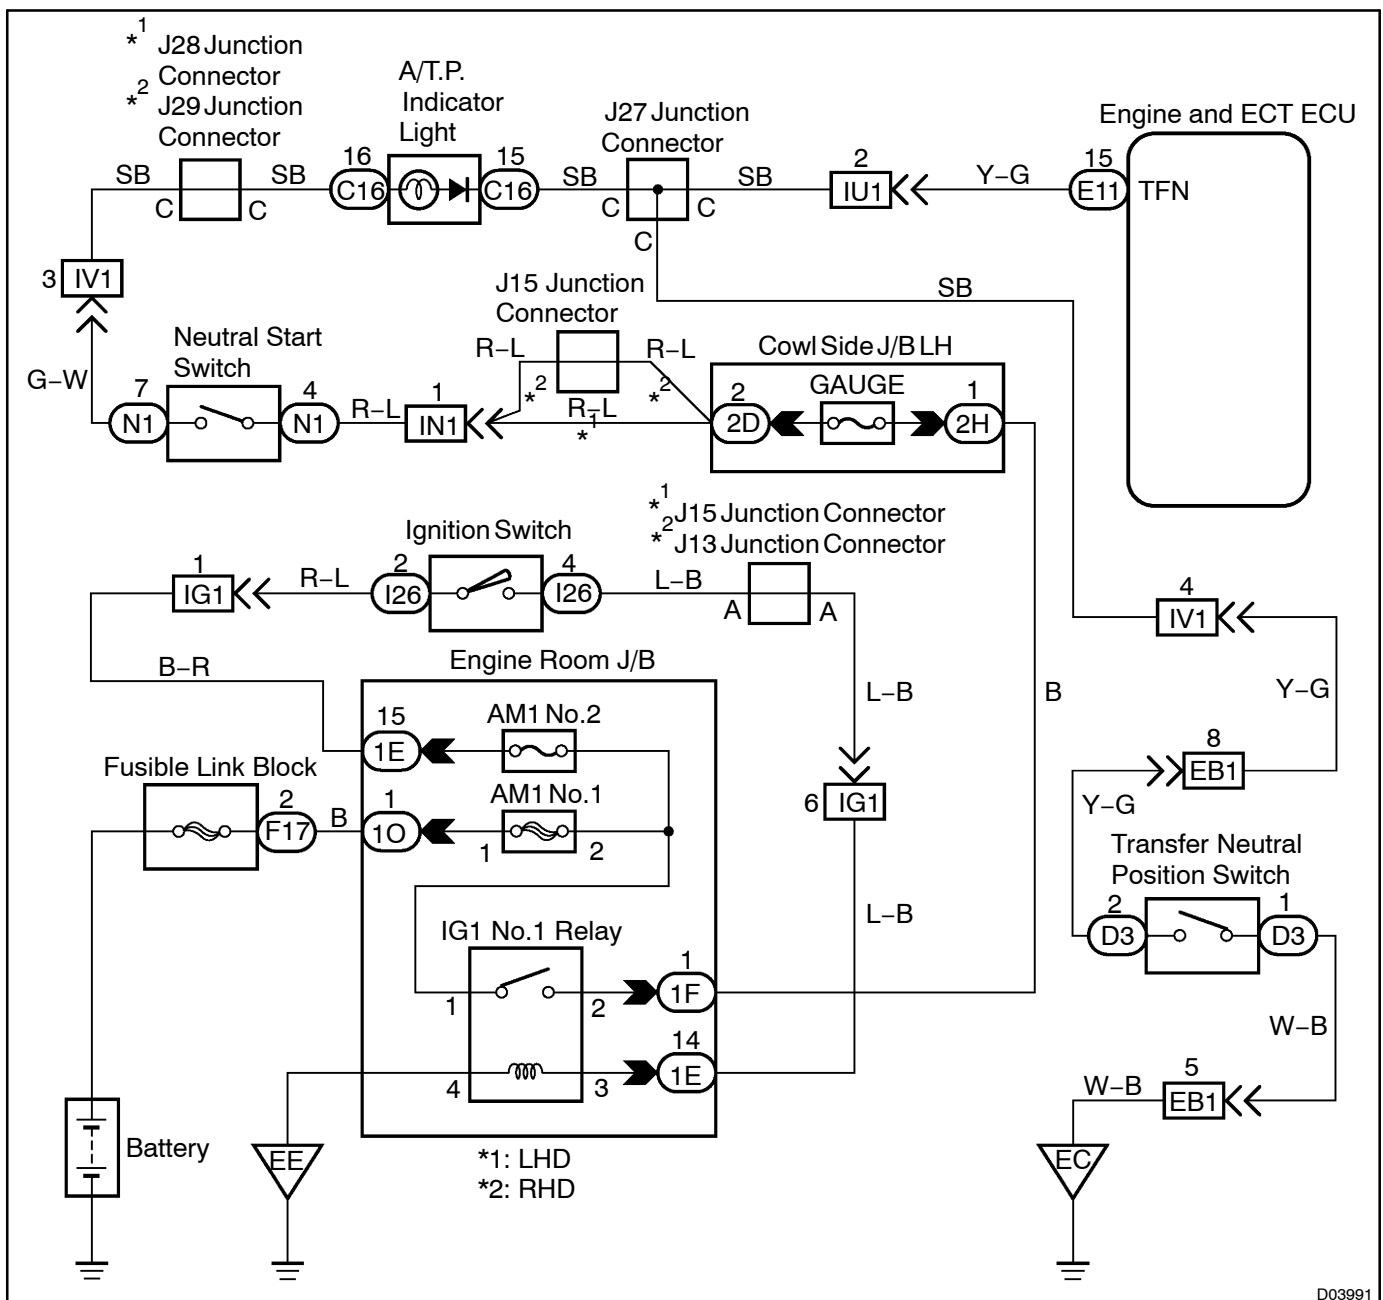 *1 J28 Junction
Connector
*2 J29 Junction
Connector
A/T.P.
Indicator
Light
J27 Junction
Connector
Engine and ECT ECU
SB
C
C
SB
16
C16
15
C16
SB
C
C
C
SB
2
IU1
Y-G
15
E11
TFN
3
IV1
G-W
Neutral Start
Switch
7
N1
4
N1
R-L
1
IN1
J15 Junction
Connector
R-L
*2
R-L
*2
R-L
*1
SB
Cowl Side J/B LH
GAUGE
2
2D
1
2H
*1 J15 Junction Connector
*2 J13 Junction Connector
Ignition Switch
1
IG1
R-L
2
I26
4
I26
L-B
A
A
4
IV1
B-R
Engine Room J/B
L-B
B
Y-G
15
1E
AM1 No.2
8
EB1
Fusible Link Block
2
F17
B
1
1O
AM1 No.1
1
2
6
IG1
Y-G
Transfer Neutral
Position Switch
2
D3
1
D3
L-B
IG1 No.1 Relay
1
2
1
1F
W-B
4
3
14
1E
W-B
5
EB1
Battery
EE
EC
*1: LHD
*2: RHD
D03991